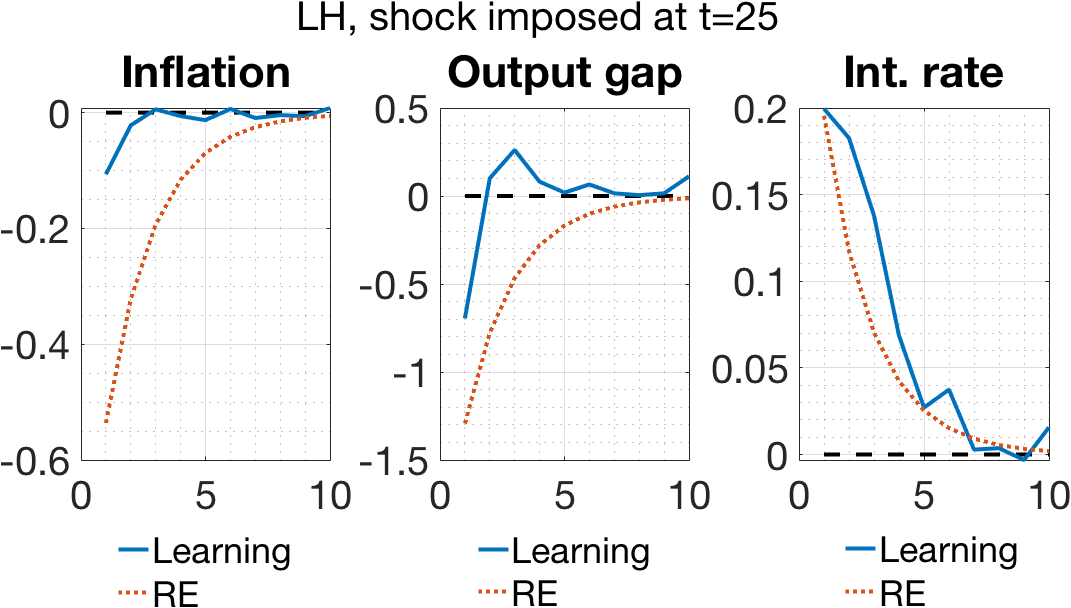 LH, shock imposed at t=25
Inflation
0
-0.2
-0.4
-0.6
0 5 10
Learning
RE
Output gap
0.5
0
-0.5
-1
-1.5
0 5 10
Learning
RE
Int. rate
0.2
0.15
0.1
0.05
0
0 5 10
Learning
RE